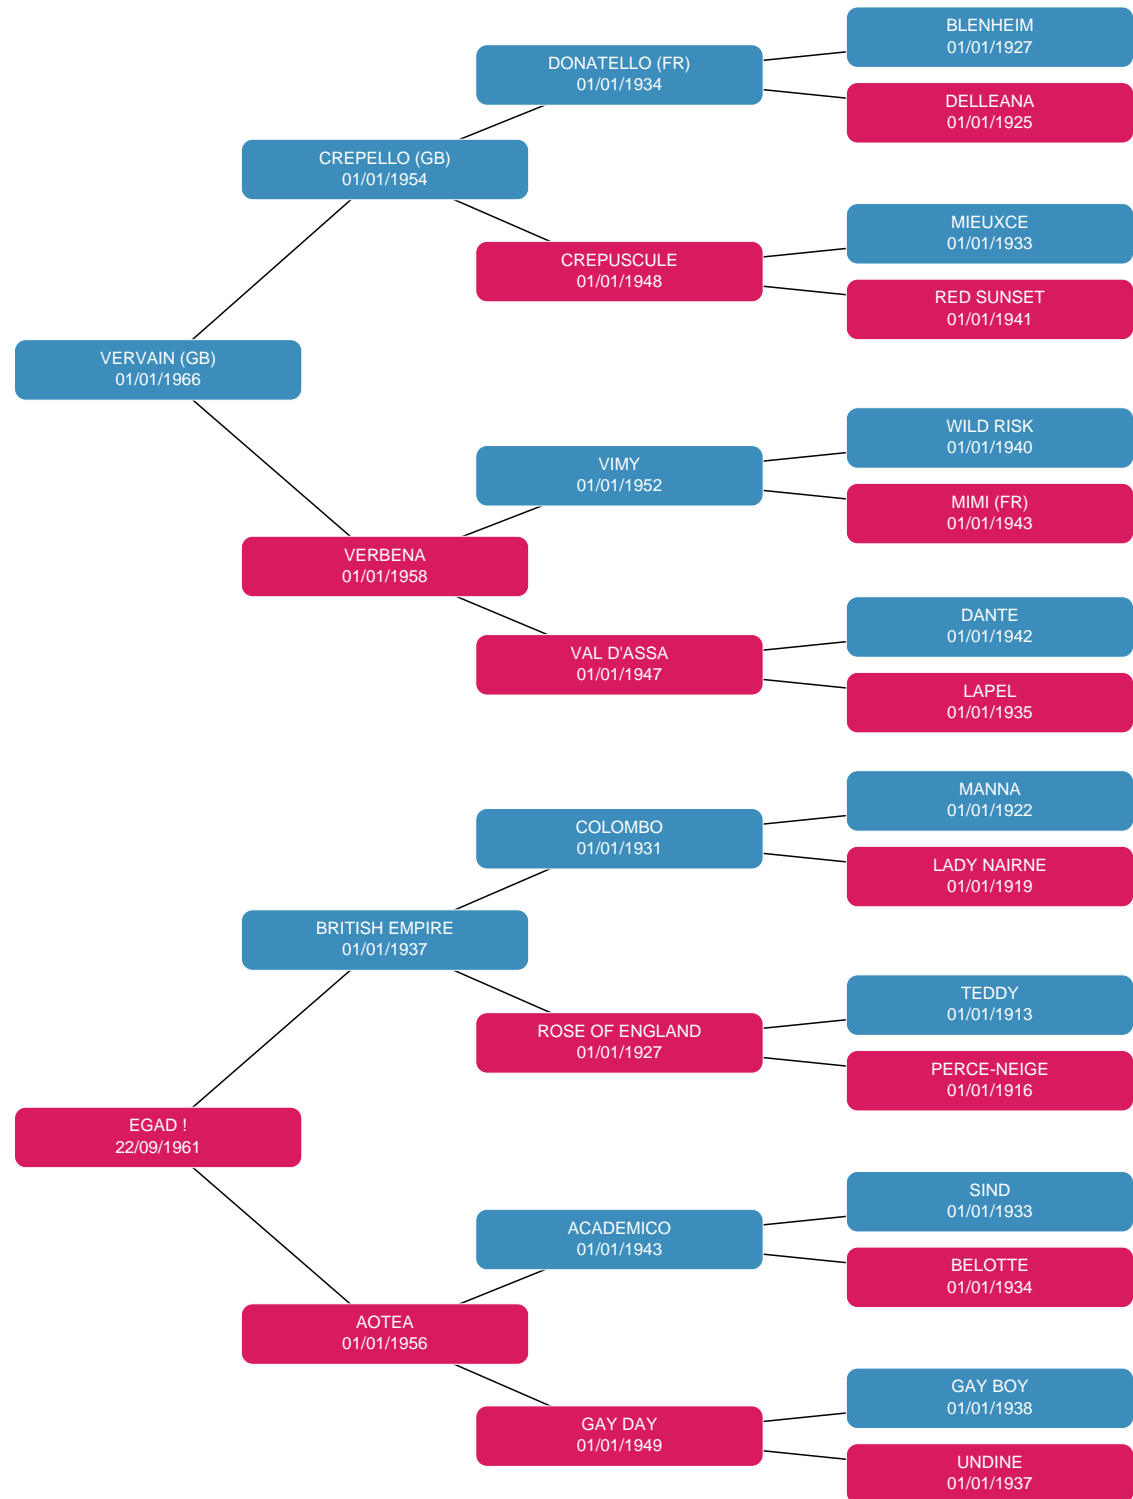 BLENHEIM
01/01/1927
DONATELLO (FR)
01/01/1934
DELLEANA
01/01/1925
CREPELLO (GB)
01/01/1954
MIEUXCE
01/01/1933
CREPUSCULE
01/01/1948
RED SUNSET
01/01/1941
VERVAIN (GB)
01/01/1966
WILD RISK
01/01/1940
VIMY
01/01/1952
MIMI (FR)
01/01/1943
VERBENA
01/01/1958
DANTE
01/01/1942
VAL D'ASSA
01/01/1947
LAPEL
01/01/1935
MANNA
01/01/1922
COLOMBO
01/01/1931
LADY NAIRNE
01/01/1919
BRITISH EMPIRE
01/01/1937
TEDDY
01/01/1913
ROSE OF ENGLAND
01/01/1927
PERCE-NEIGE
01/01/1916
EGAD !
22/09/1961
SIND
01/01/1933
ACADEMICO
01/01/1943
BELOTTE
01/01/1934
AOTEA
01/01/1956
GAY BOY
01/01/1938
GAY DAY
01/01/1949
UNDINE
01/01/1937